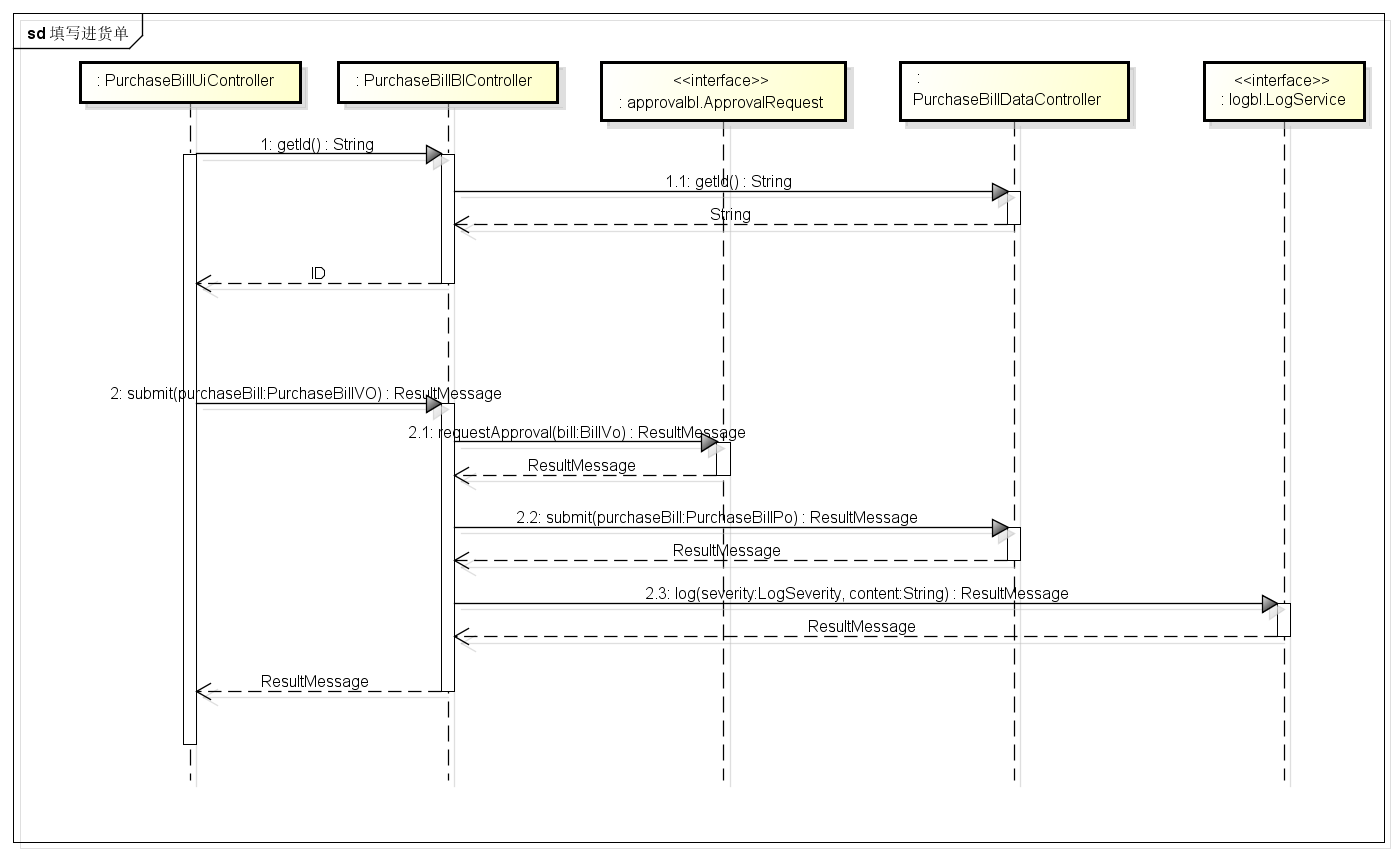 sd 填写进货单
: PurchaseBillUiController
: PurchaseBillBlController
<<interface>>
: approvalbl.ApprovalRequest
:
PurchaseBillDataController
<<interface>>
: logbl.LogService
1: getId() : String
1.1: getId() : String
String
ID
2: submit(purchaseBill:PurchaseBillVO) : ResultMessage
2.1: requestApproval(bill:BillVo) : ResultMessage
ResultMessage
2.2: submit(purchaseBill:PurchaseBillPo) : ResultMessage
ResultMessage
2.3: log(severity:LogSeverity, content:String) : ResultMessage
ResultMessage
ResultMessage